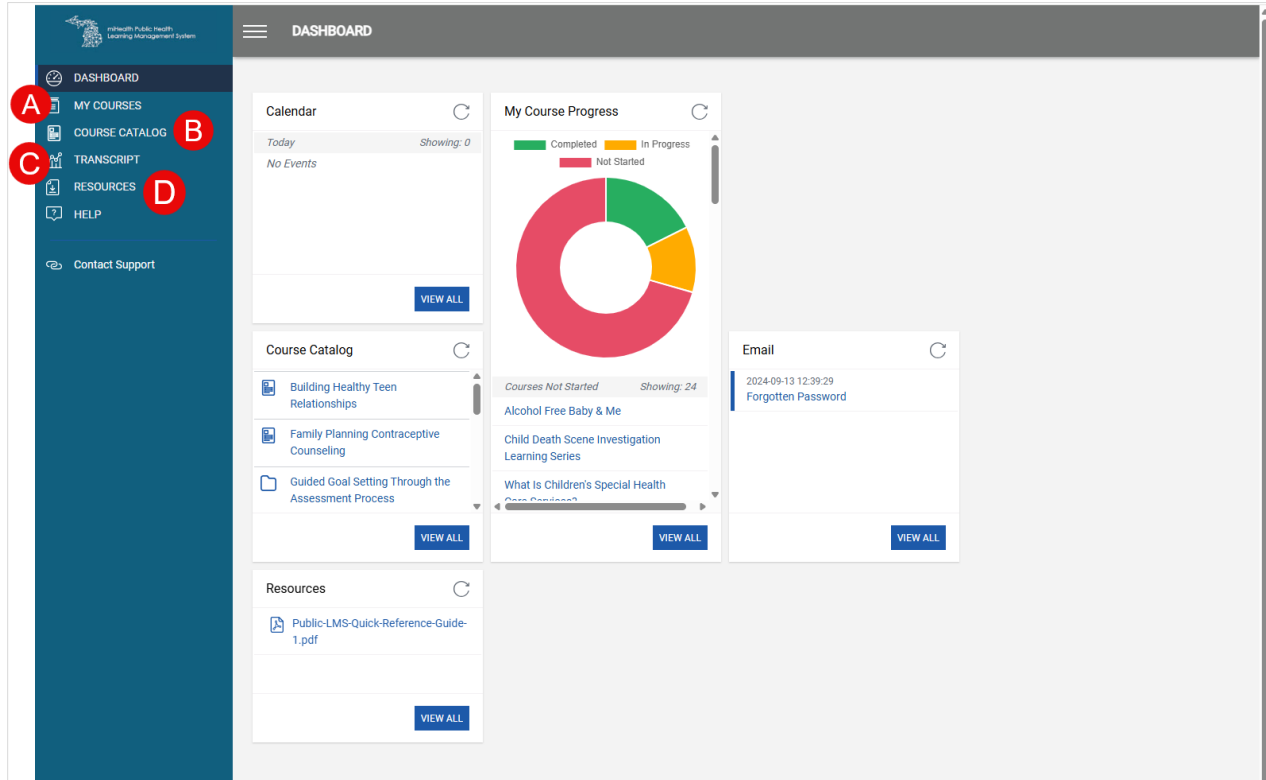 miHealth Public Health
Learning Management System
DASHBOARD
DASHBOARD
A
MY COURSES
COURSE CATALOG
B
C
TRANSCRIPT
RESOURCES
D
HELP
Contact Support
Calendar
Today Showing: 0
No Events
VIEW ALL
My Course Progress
Completed In Progress
Not Started
Courses Not Started Showing: 24
Alcohol Free Baby & Me
Child Death Scene Investigation
Learning Series
What Is Children's Special Health
Care Services?
VIEW ALL
Course Catalog
Building Healthy Teen
Relationships
Family Planning Contraceptive
Counseling
Guided Goal Setting Through the
Assessment Process
VIEW ALL
Email
2024-09-13 12:39:29
Forgotten Password
VIEW ALL
Resources
Public-LMS-Quick-Reference-Guide-
1.pdf
VIEW ALL